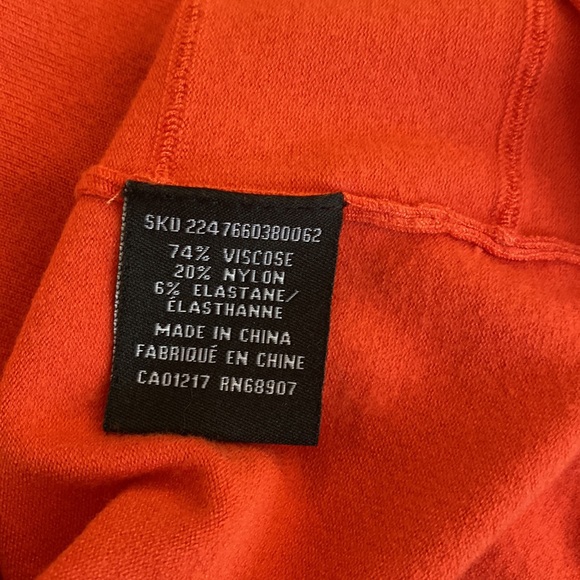 SKU 2247660380062
74% VISCOSE
20% NYLON
6% ELASTANE/
ÉLASTHANNE
MADE IN CHINA
FABRIQUÉ EN CHINE
CA01217 RN68907